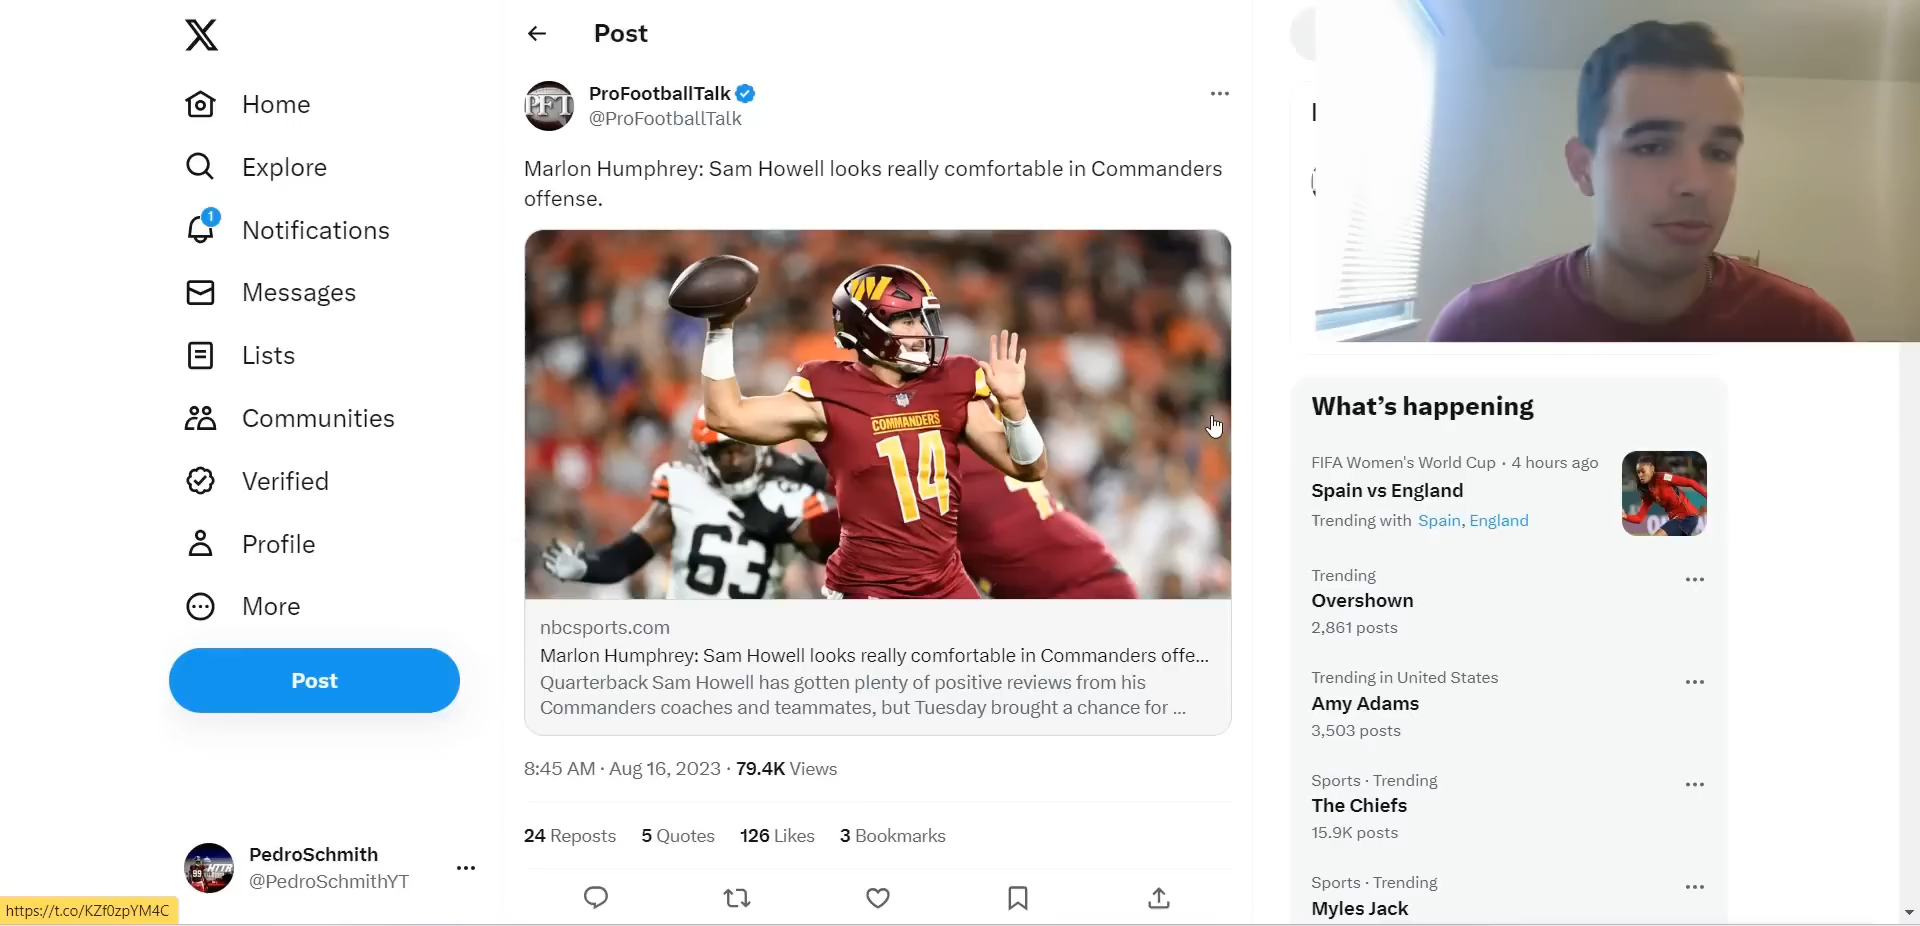 Home
Explore
1
Notifications
Messages
Lists
Communities
Verified
Profile
More
Post
PedroSchmith
@PedroSchmithYT
https://t.co/KZf0zpYM4C
Post
PFT
ProFootballTalk
@ProFootballTalk
Marlon Humphrey: Sam Howell looks really comfortable in Commanders
offense.
COMMANDERS
14
63
nbcsports.com
Marlon Humphrey: Sam Howell looks really comfortable in Commanders offe...
Quarterback Sam Howell has gotten plenty of positive reviews from his
Commanders coaches and teammates, but Tuesday brought a chance for ...
8:45 AM · Aug 16, 2023 · 79.4K Views
24 Reposts 5 Quotes 126 Likes 3 Bookmarks
What’s happening
FIFA Women's World Cup · 4 hours ago
Spain vs England
Trending with Spain, England
Trending
Overshown
2,861 posts
Trending in United States
Amy Adams
3,503 posts
Sports · Trending
The Chiefs
15.9K posts
Sports · Trending
Myles Jack